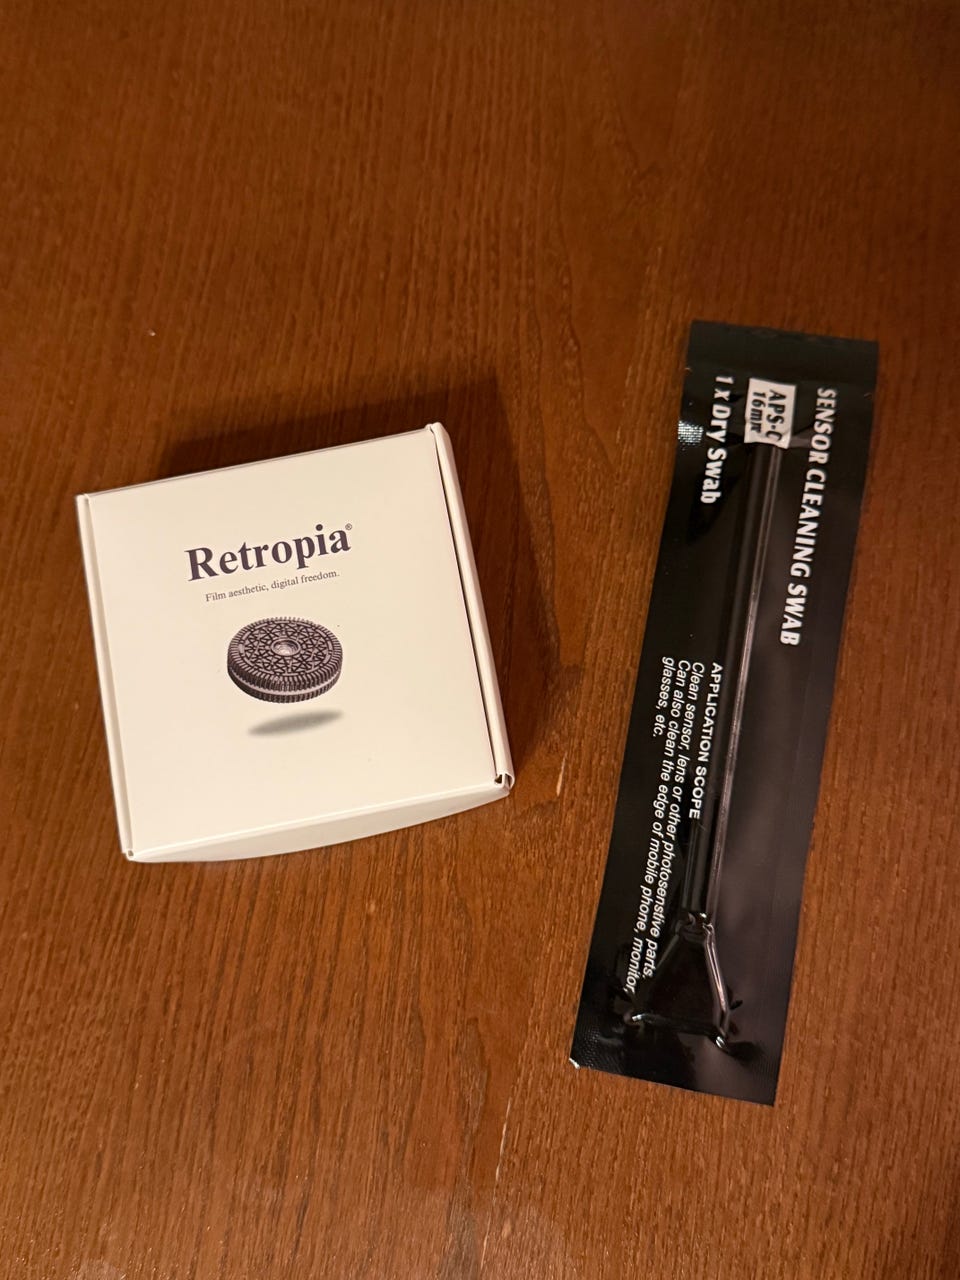 Retropia®
Film aesthetic, digital freedom.
SENSOR CLEANING SWAB
APS-C
16mm
1 x Dry Swab
APPLICATION SCOPE
Clean sensor, lens or other photosenstive parts.
Can also clean the edge of mobile phone, monitor,
glasses, etc.